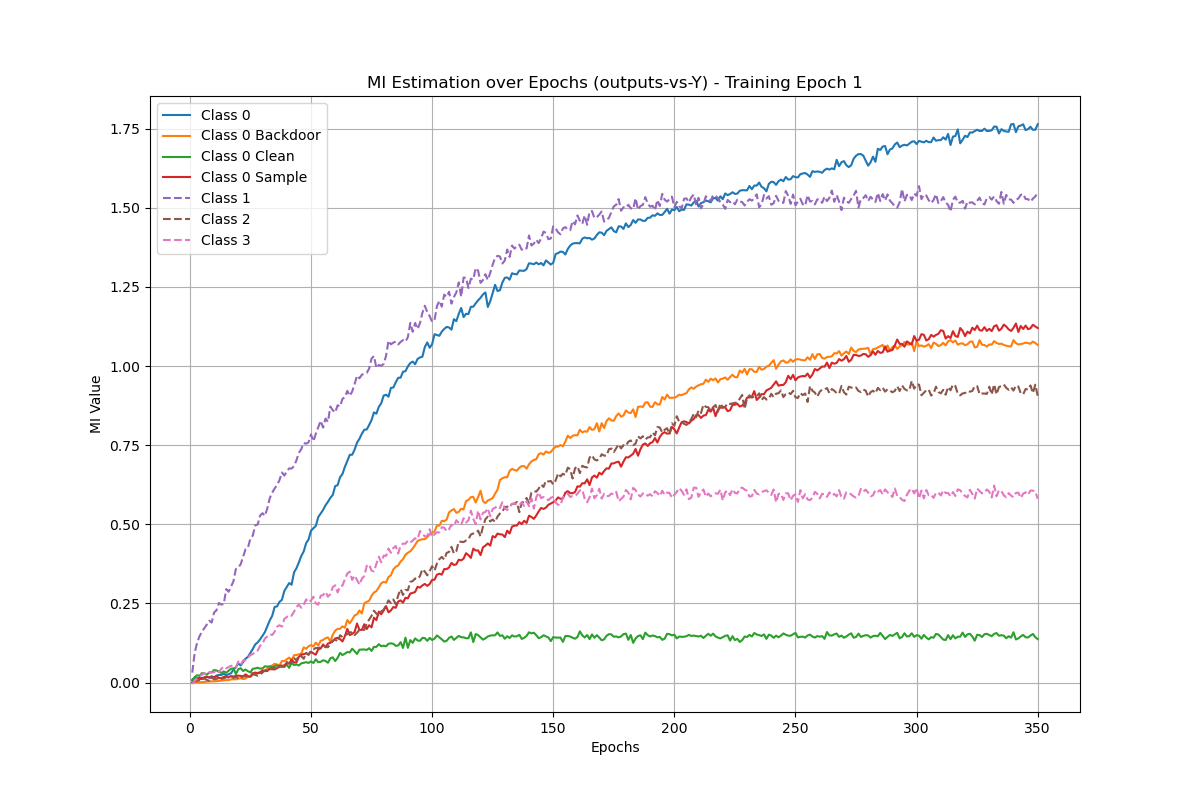 MI Estimation over Epochs (outputs-vs-Y) - Training Epoch 1
Class 0
Class 0 Backdoor
Class 0 Clean
Class 0 Sample
Class 1
Class 2
Class 3
MI Value
1.75
1.50
1.25
1.00
0.75
0.50
0.25
0.00
0 50 100 150 200 250 300 350
Epochs